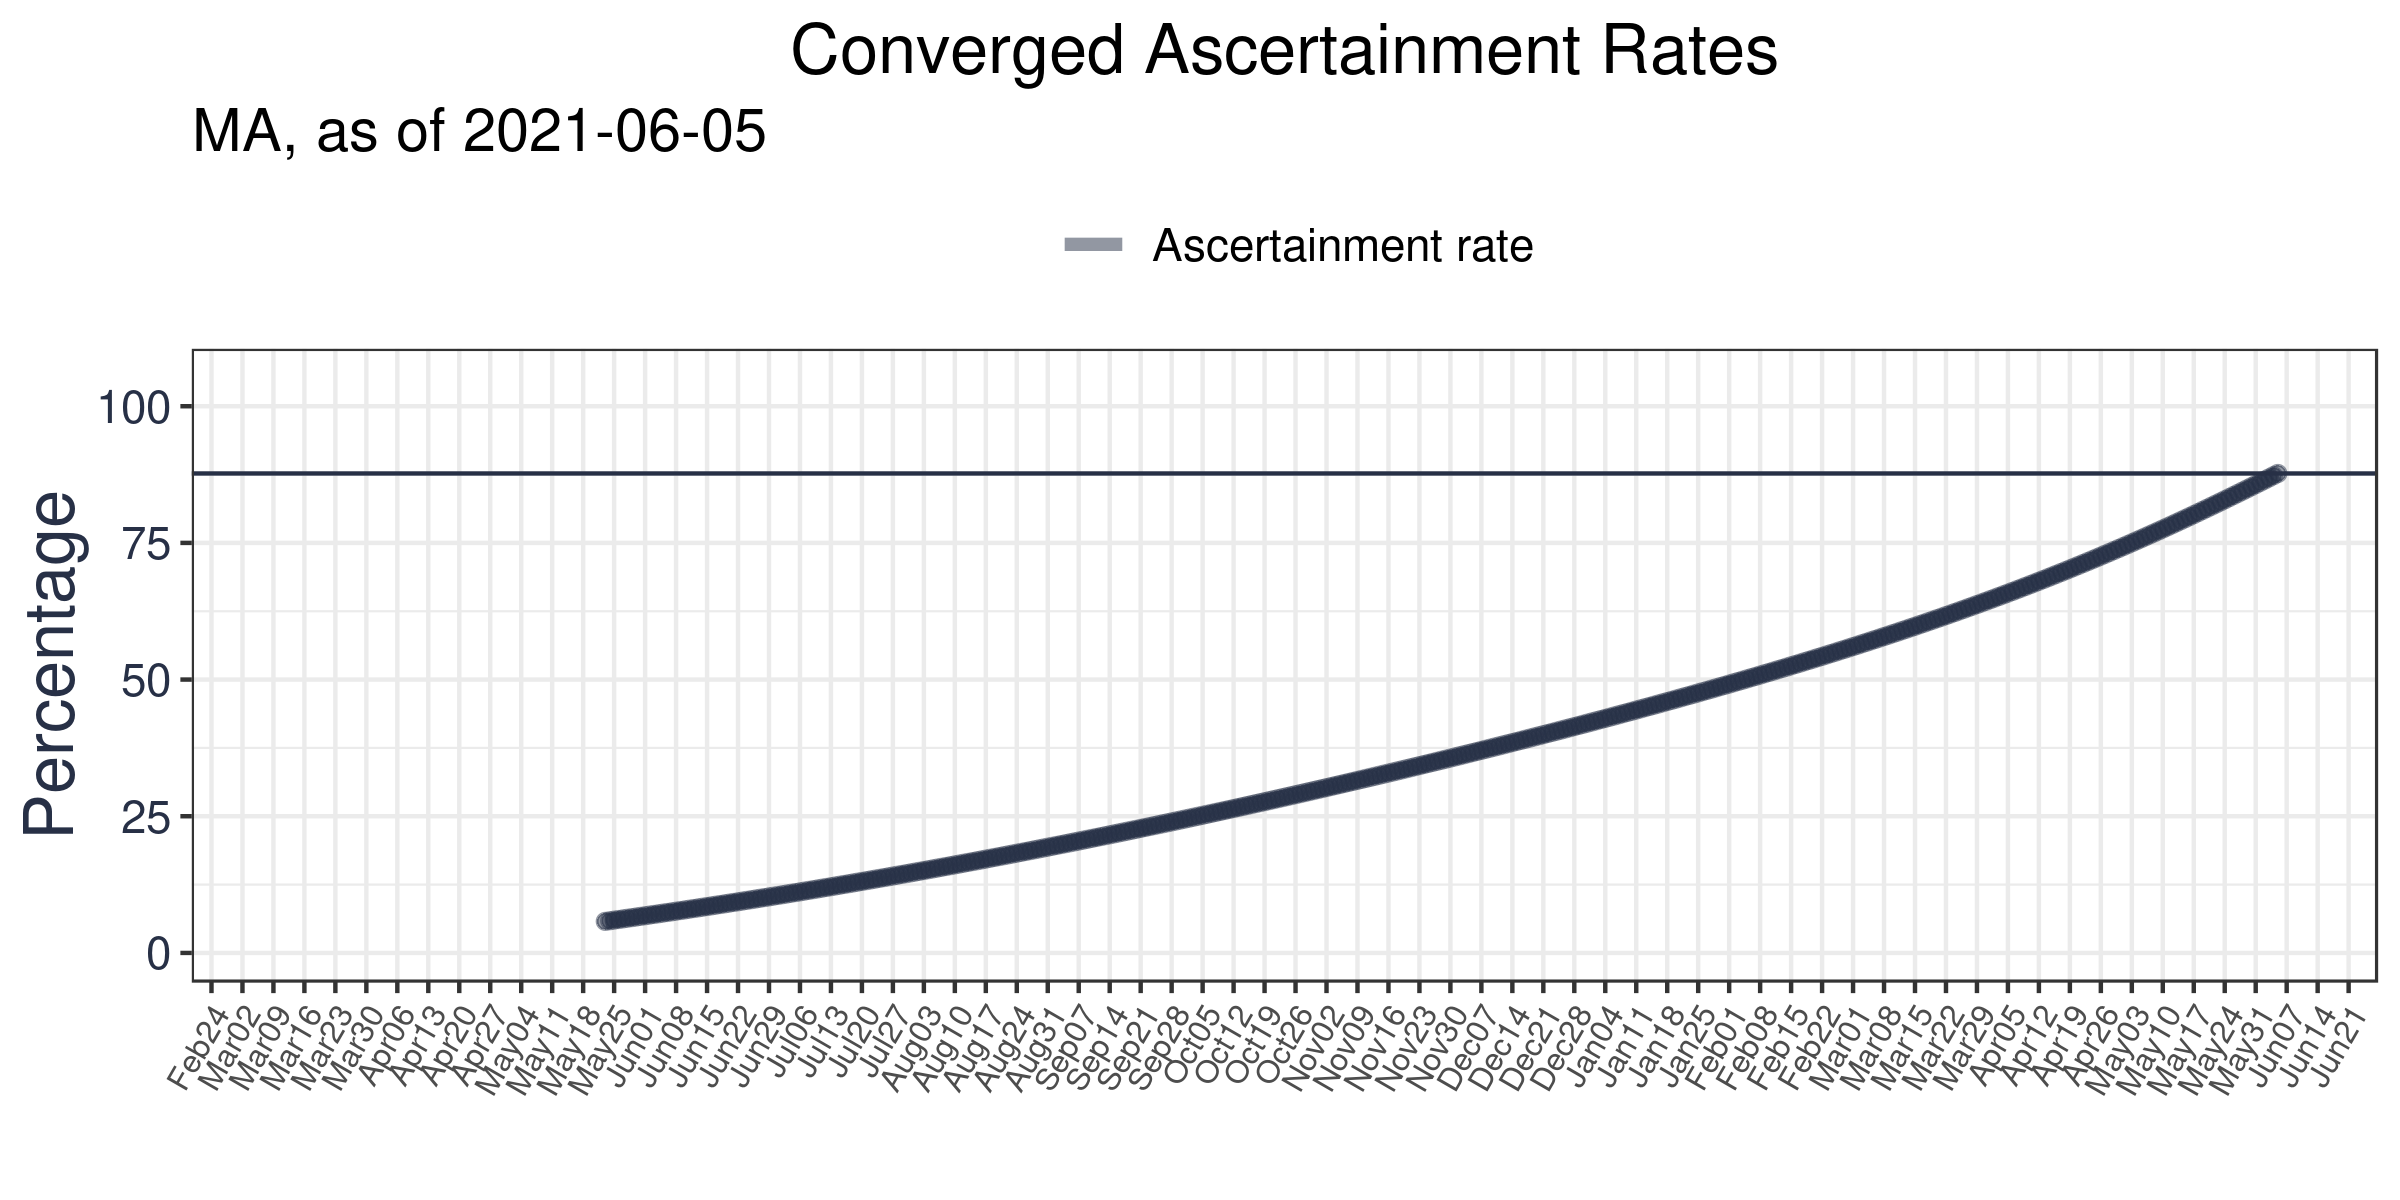 Converged Ascertainment Rates
MA, as of 2021-06-05
Ascertainment rate
Percentage
100
75
50
25
0
Feb24 Mar02 Mar09 Mar16 Mar23 Mar30 Apr06 Apr13 Apr20 Apr27 May04 May11 May18 May25 Jun01 Jun08 Jun15 Jun22 Jun29 Jul06 Jul13 Jul20 Jul27 Aug03 Aug10 Aug17 Aug24 Aug31 Sep07 Sep14 Sep21 Sep28 Oct05 Oct12 Oct19 Oct26 Nov02 Nov09 Nov16 Nov23 Nov30 Dec07 Dec14 Dec21 Dec28 Jan04 Jan11 Jan18 Jan25 Feb01 Feb08 Feb15 Feb22 Mar01 Mar08 Mar15 Mar22 Mar29 Apr05 Apr12 Apr19 Apr26 May03 May10 May17 May24 May31 Jun07 Jun14 Jun21